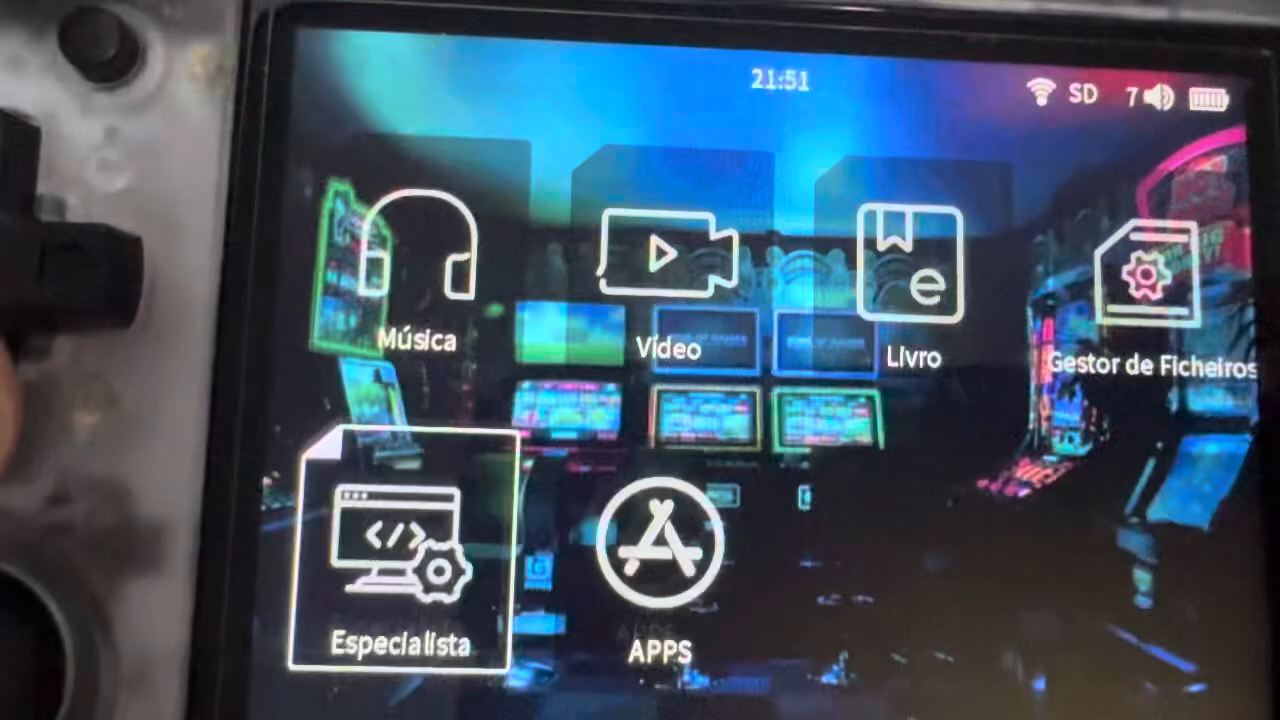 21:51
SD
7
Música
Vídeo
Livro
Gestor de Ficheiros
Especialista
APPS